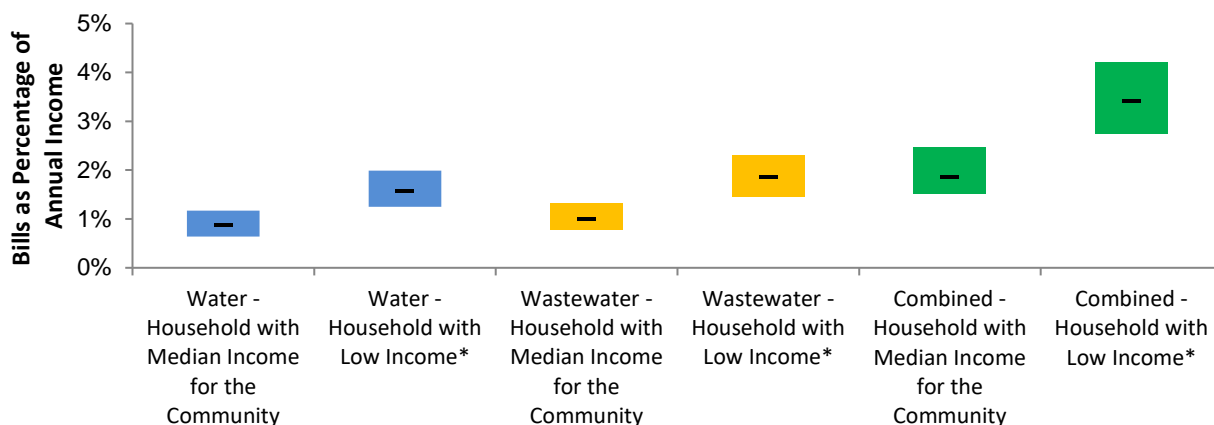 Bills as Percentage of
Annual Income
5%
4%
3%
2%
1%
0%
Water -
Household with
Median Income
for the
Community
Water -
Household with
Low Income*
Wastewater -
Household with
Median Income
for the
Community
Wastewater -
Household with
Low Income*
Combined -
Household with
Median Income
for the
Community
Combined -
Household with
Low Income*